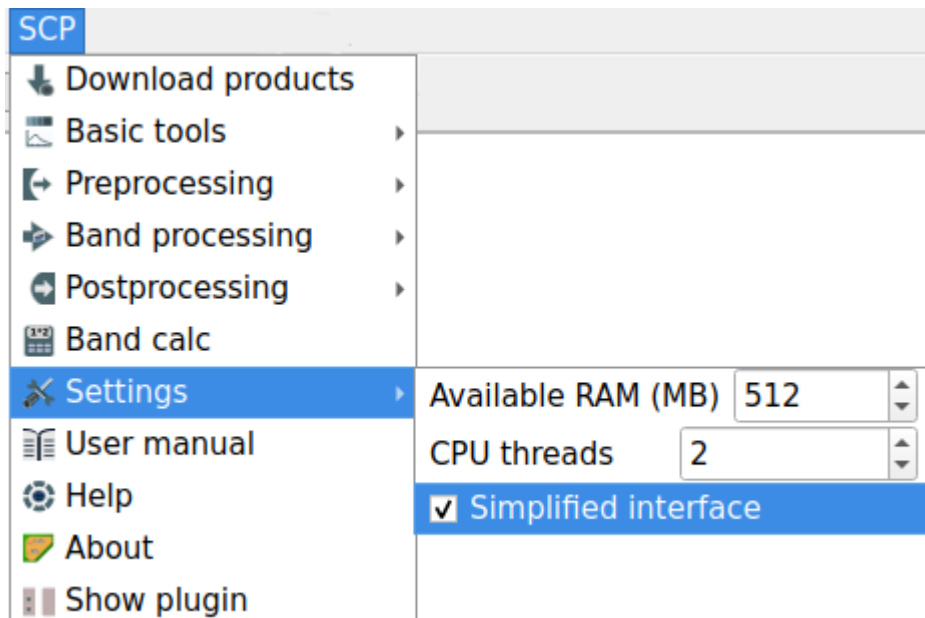 SCP
Download products
Basic tools
Preprocessing
Band processing
Postprocessing
Band calc
Settings
Available RAM (MB) 512
CPU threads 2
Simplified interface
User manual
Help
About
Show plugin